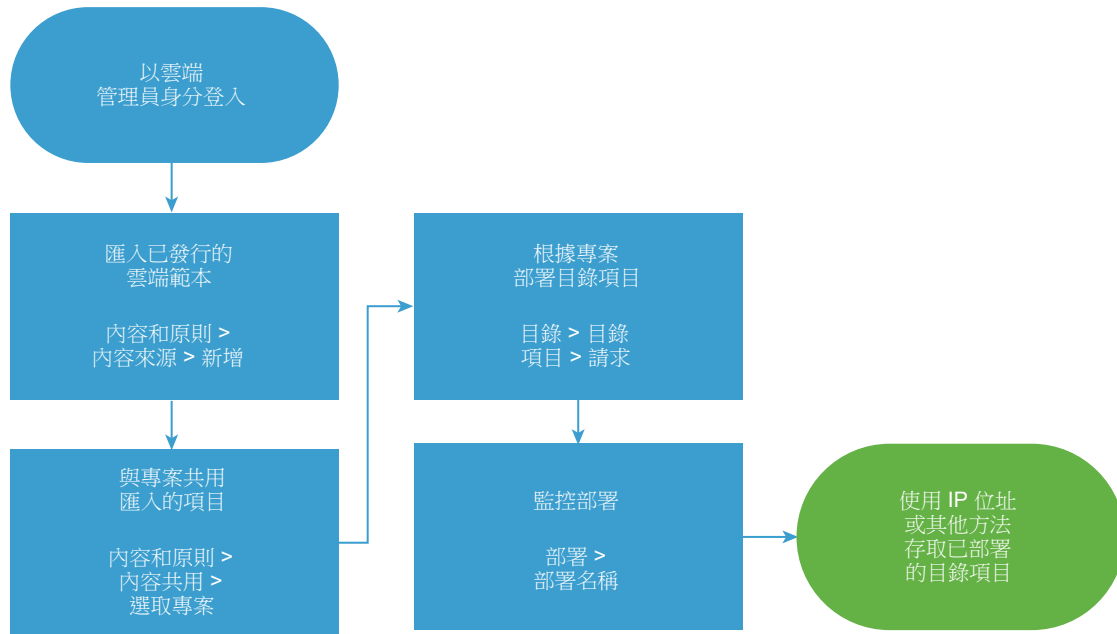 以雲端
管理員身分登入
匯入已發行的
雲端範本
內容和原則 >
內容來源 > 新增
與專案共用
匯入的項目
內容和原則 >
內容共用 >
選取專案
根據專案
部署目錄項目
目錄 > 目錄
項目 > 請求
監控部署
部署 >
部署名稱
使用 IP 位址
或其他方法
存取已部署
的目錄項目